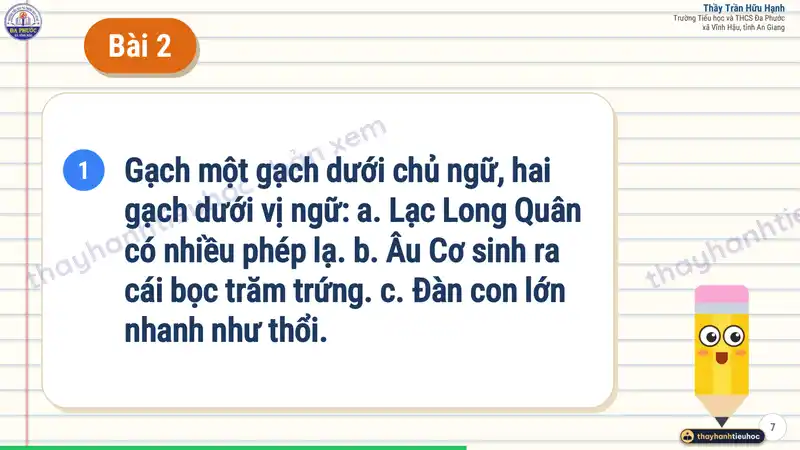 Thầy Trần Hữu Hạnh
Trường Tiểu học và THCS Đa Phước
xã Vĩnh Hậu, tỉnh An Giang
ĐA PHƯỚC
Bài 2
1
Gạch một gạch dưới chủ ngữ, hai
gạch dưới vị ngữ: a. Lạc Long Quân
có nhiều phép lạ. b. Âu Cơ sinh ra
cái bọc trăm trứng. c. Đàn con lớn
nhanh như thổi.
thayhanhtieuhoc
7